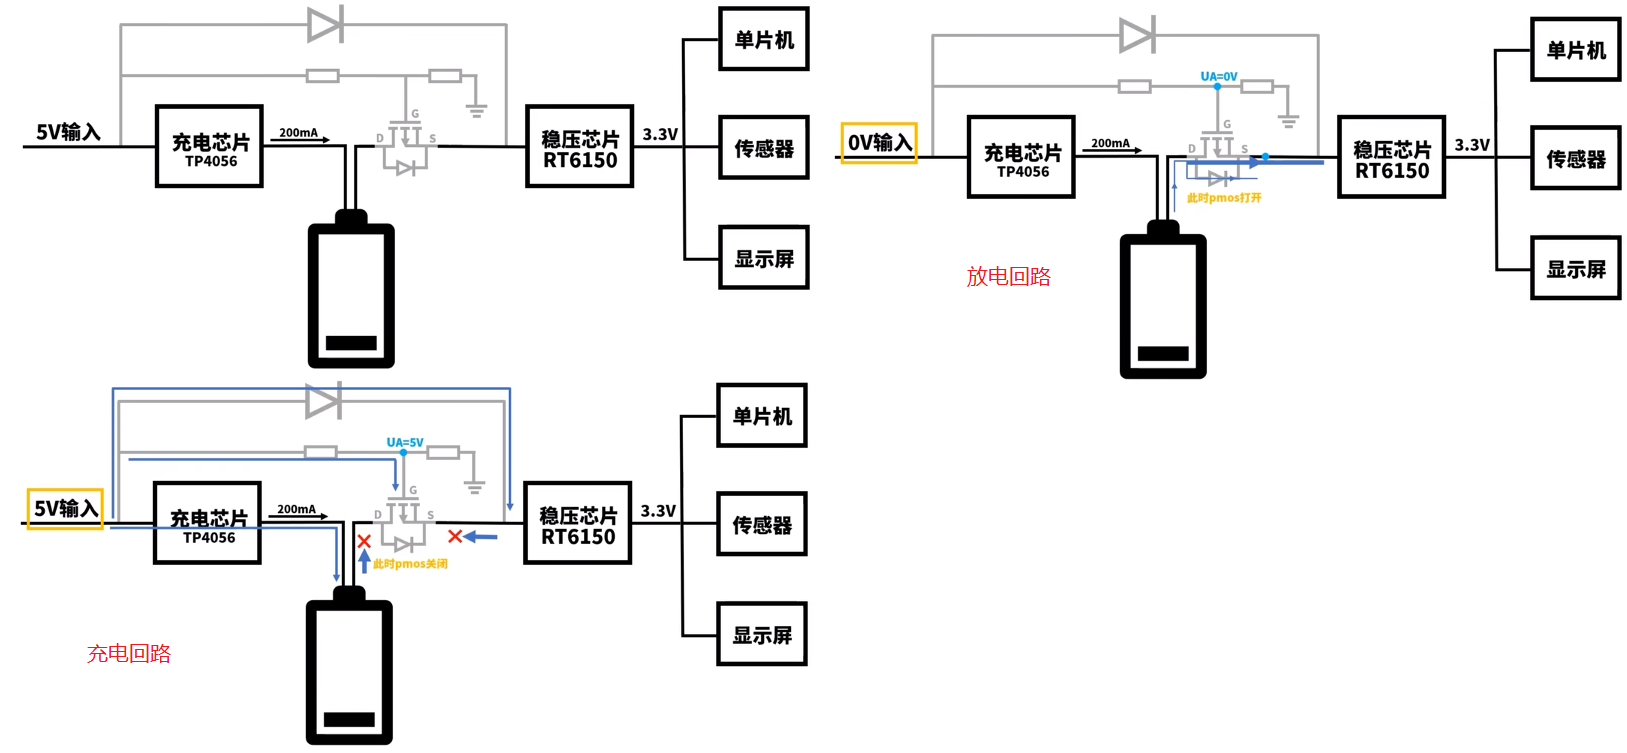 5V输入
充电芯片
TP4056
200mA
G
D
S
稳压芯片
RT6150
3.3V
单片机
传感器
显示屏
0V输入
充电芯片
TP4056
200mA
UA=0V
G
D
S
此时pmos打开
稳压芯片
RT6150
3.3V
单片机
传感器
显示屏
放电回路
5V输入
充电芯片
TP4056
200mA
UA=5V
G
D
S
此时pmos关闭
稳压芯片
RT6150
3.3V
单片机
传感器
显示屏
充电回路